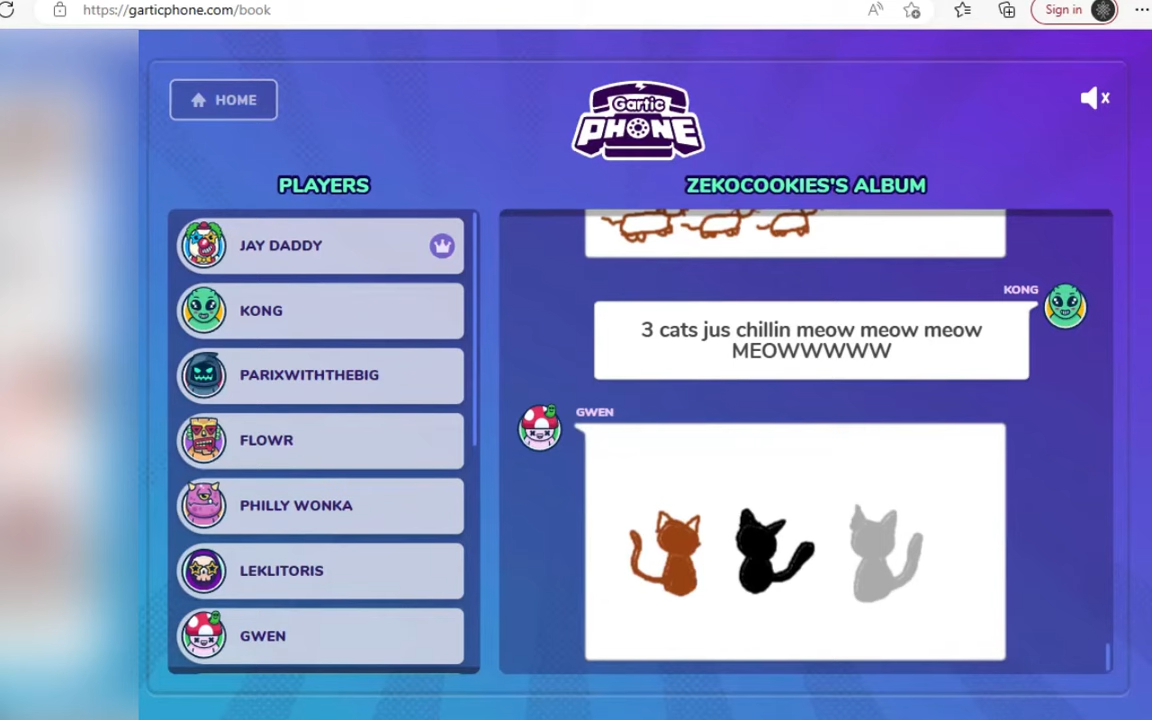 https://garticphone.com/book
Sign in
HOME
Gartic
PHONE
PLAYERS
ZEKOCOOKIES'S ALBUM
JAY DADDY
KONG
PARIXWITHTHEBIG
FLOWR
PHILLY WONKA
LEKLITORIS
GWEN
KONG
3 cats jus chillin meow meow meow
MEOWWWWW
GWEN